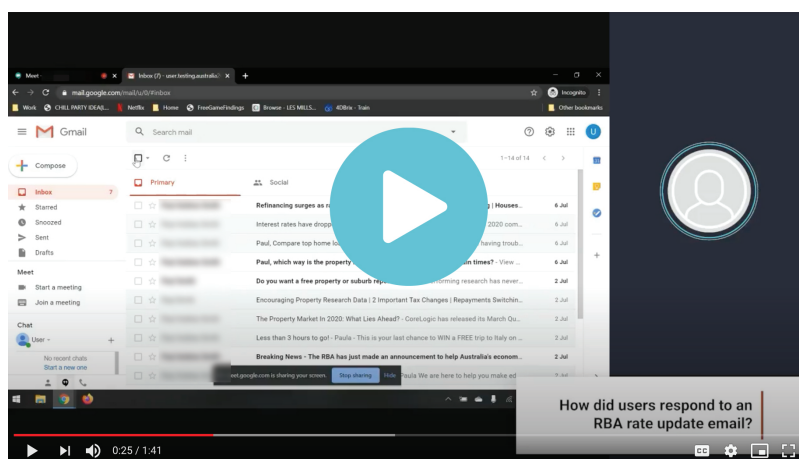 Meet -
Inbox (7) - user.testing.australia
mail.google.com/mail/u/0/#inbox
Incognito
Work
CHILL PARTY IDEA(L...
Netflix
Home
FreeGameFindings
Browse - LES MILLS...
4DBrix - Train
Other bookmarks
Gmail
Search mail
U
Compose
1–14 of 14
Inbox 7
Starred
Snoozed
Sent
Drafts
Meet
Start a meeting
Join a meeting
Chat
User
No recent chats
Start a new one
Primary
Social
Refinancing surges as ra
| Houses... 6 Jul
Interest rates have dropp
2020 com... 6 Jul
Paul, Compare top home lo
having troub... 6 Jul
Paul, which way is the property
n times? - View ... 6 Jul
Do you want a free property or suburb rep
orming research has never... 2 Jul
Encouraging Property Research Data | 2 Important Tax Changes | Repayments Switchin... 2 Jul
The Property Market In 2020: What Lies Ahead? - CoreLogic has released its March Qu... 2 Jul
Less than 3 hours to go! - Paula - This is your last chance to WIN a FREE trip to Italy on ... 2 Jul
Breaking News - The RBA has just made an announcement to help Australia's econom... 2 Jul
Paula We are here to help you make ed
2 Jul
eet.google.com is sharing your screen.
Stop sharing
Hide
How did users respond to an
RBA rate update email?
0:25 / 1:41
CC